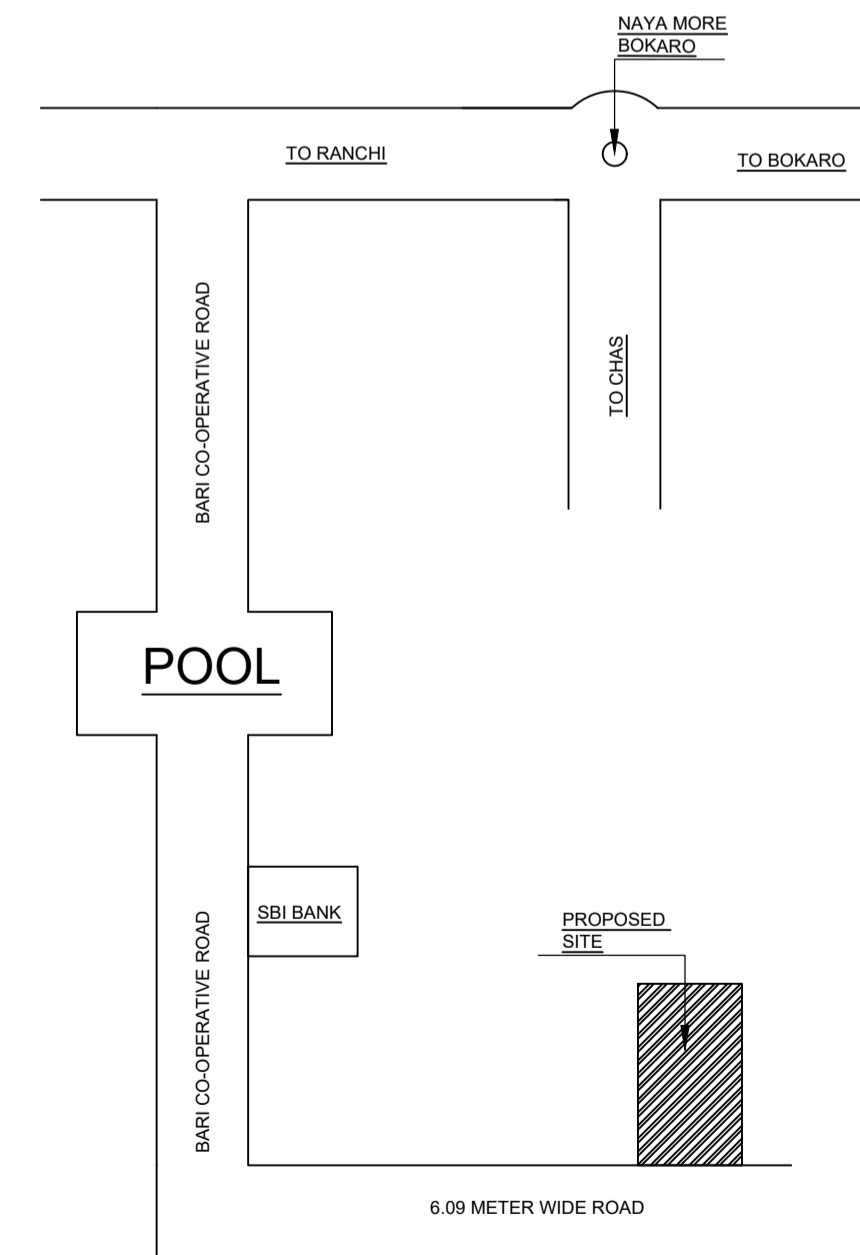 NAYA MORE
BOKARO
TO RANCHI
TO BOKARO
BARI CO-OPERATIVE ROAD
TO CHAS
POOL
SBI BANK
PROPOSED
SITE
BARI CO-OPERATIVE ROAD
6.09 METER WIDE ROAD